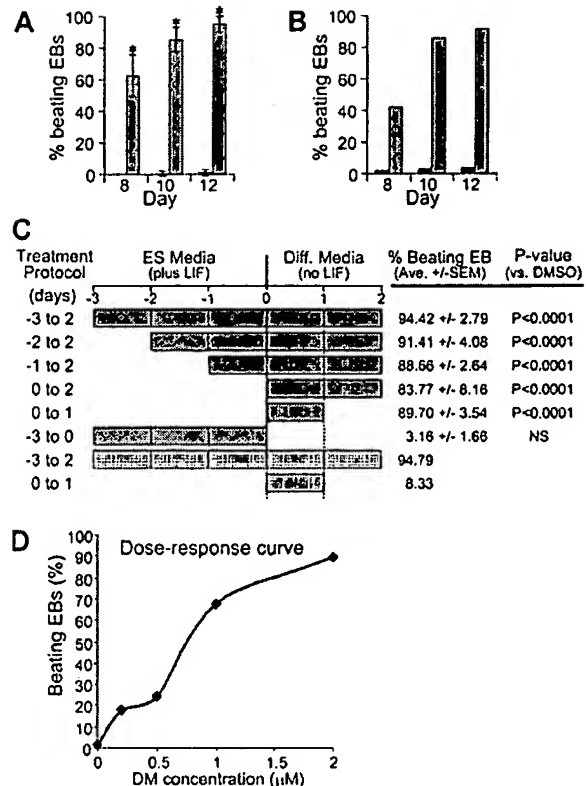 A
% beating EBs
100
80
60
40
20
0
* * *
8 10 12
Day
B
% beating EBs
100
80
60
40
20
0
8 10 12
Day
C
Treatment Protocol (days)
ES Media (plus LIF)
Diff. Media (no LIF)
% Beating EB (Ave. +/-SEM)
P-value (vs. DMSO)
-3 -2 -1 0 1 2
-3 to 2 94.42 +/- 2.79 P<0.0001
-2 to 2 91.41 +/- 4.08 P<0.0001
-1 to 2 88.66 +/- 2.64 P<0.0001
0 to 2 83.77 +/- 8.16 P<0.0001
0 to 1 89.70 +/- 3.54 P<0.0001
-3 to 0 3.16 +/- 1.66 NS
-3 to 2 94.79
0 to 1 8.33
D
Dose-response curve
Beating EBs (%)
100
90
80
70
60
50
40
30
20
10
0
0 0.5 1 1.5 2
DM concentration (μM)